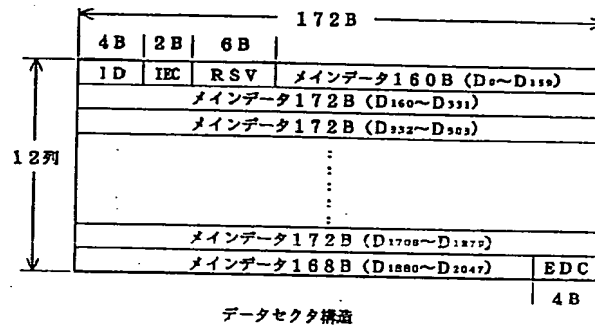 172B
4B 2B 6B
ID IEC RSV メインデータ160B (D0～D159)
メインデータ172B (D160～D331)
メインデータ172B (D332～D503)
12列
メインデータ172B (D1708～D1879)
メインデータ168B (D1880～D2047) EDC
4B
データセクタ構造